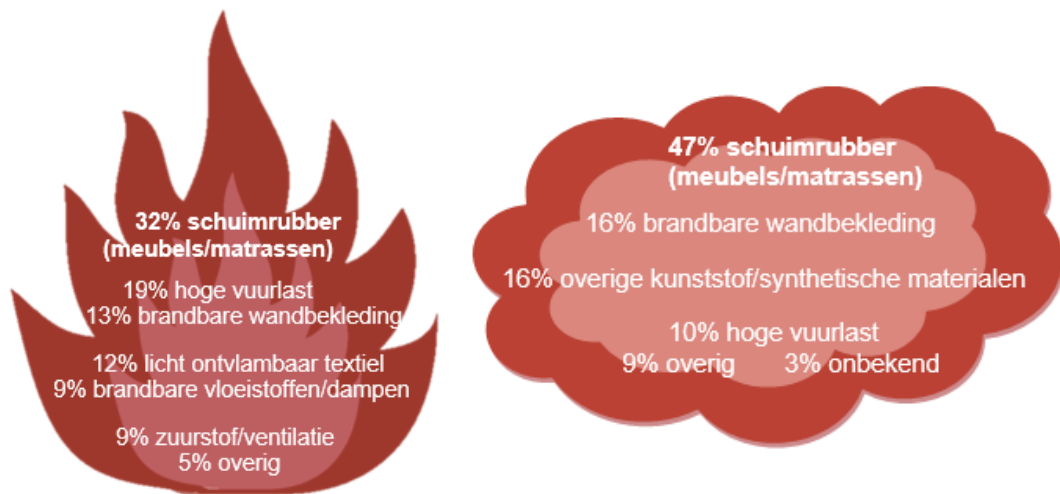 32% schuimrubber
(meubels/matrassen)
19% hoge vuurlast
13% brandbare wandbekleding
12% licht ontvlambaar textiel
9% brandbare vloeistoffen/dampen
9% zuurstof/ventilatie
5% overig
47% schuimrubber
(meubels/matrassen)
16% brandbare wandbekleding
16% overige kunststof/synthetische materialen
10% hoge vuurlast
9% overig 3% onbekend